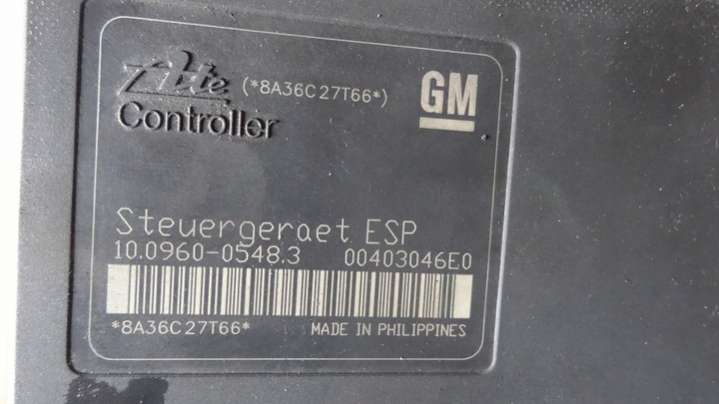 Ate (*8A36C27T66*) GM
Controller
Steuergeraet ESP
10.0960-0548.3 00403046E0
*8A36C27T66* MADE IN PHILIPPINES